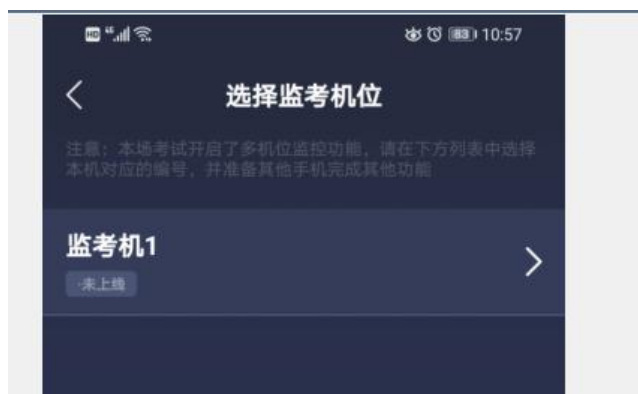 HD 4G 83 10:57
选择监考机位
注意：本场考试开启了多机位监控功能，请在下方列表中选择
本机对应的编号，并准备其他手机完成其他功能
监考机1
·未上线